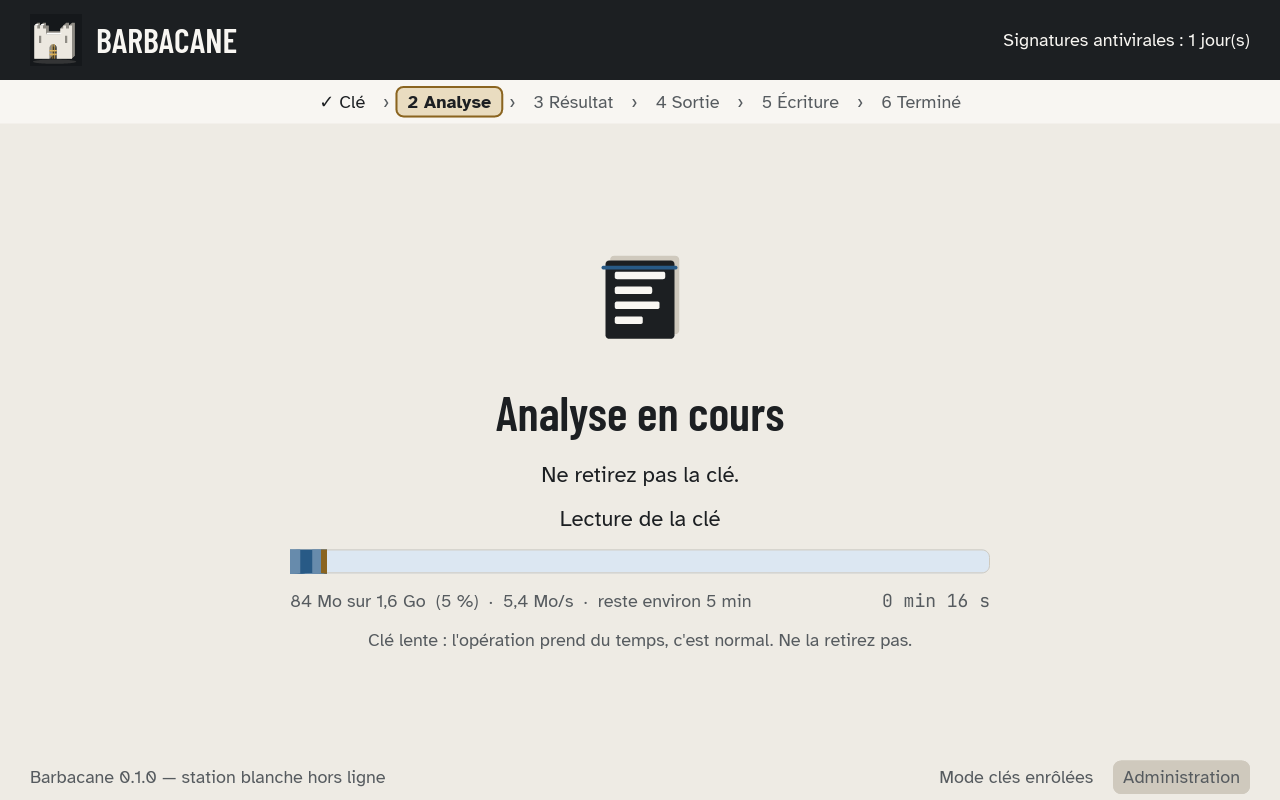 BARBACANE
Signatures antivirales : 1 jour(s)
✓ Clé › 2 Analyse › 3 Résultat › 4 Sortie › 5 Écriture › 6 Terminé
Analyse en cours
Ne retirez pas la clé.
Lecture de la clé
84 Mo sur 1,6 Go (5 %) · 5,4 Mo/s · reste environ 5 min
0 min 16 s
Clé lente : l'opération prend du temps, c'est normal. Ne la retirez pas.
Barbacane 0.1.0 — station blanche hors ligne
Mode clés enrôlées
Administration